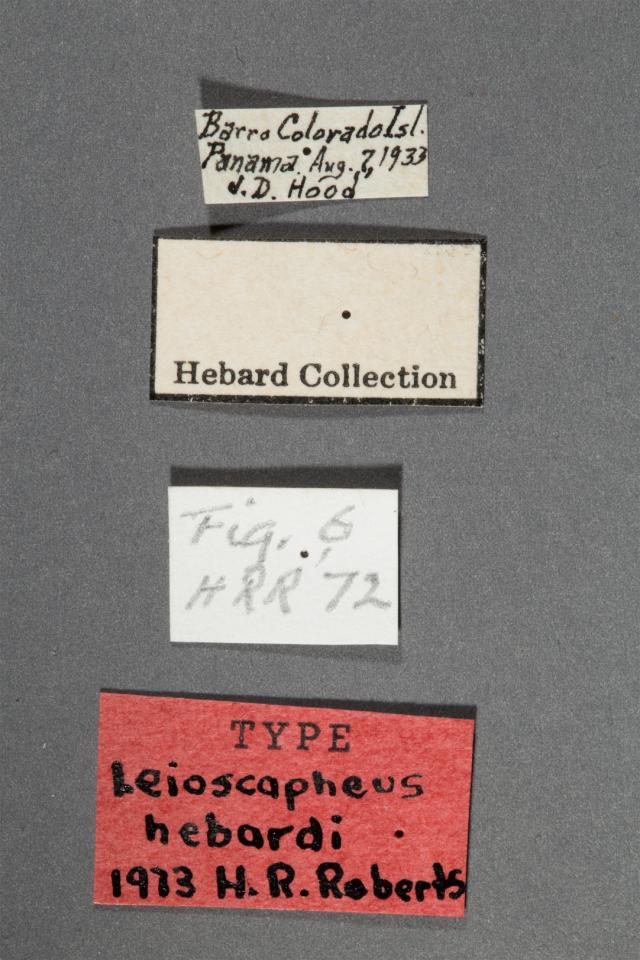 Barro Colorado Isl.
Panama. Aug. 7, 1933
J. D. Hood
Hebard Collection
Fig. 6
HRR '72
TYPE
Leioscapheus
hebardi
1973 H. R. Roberts